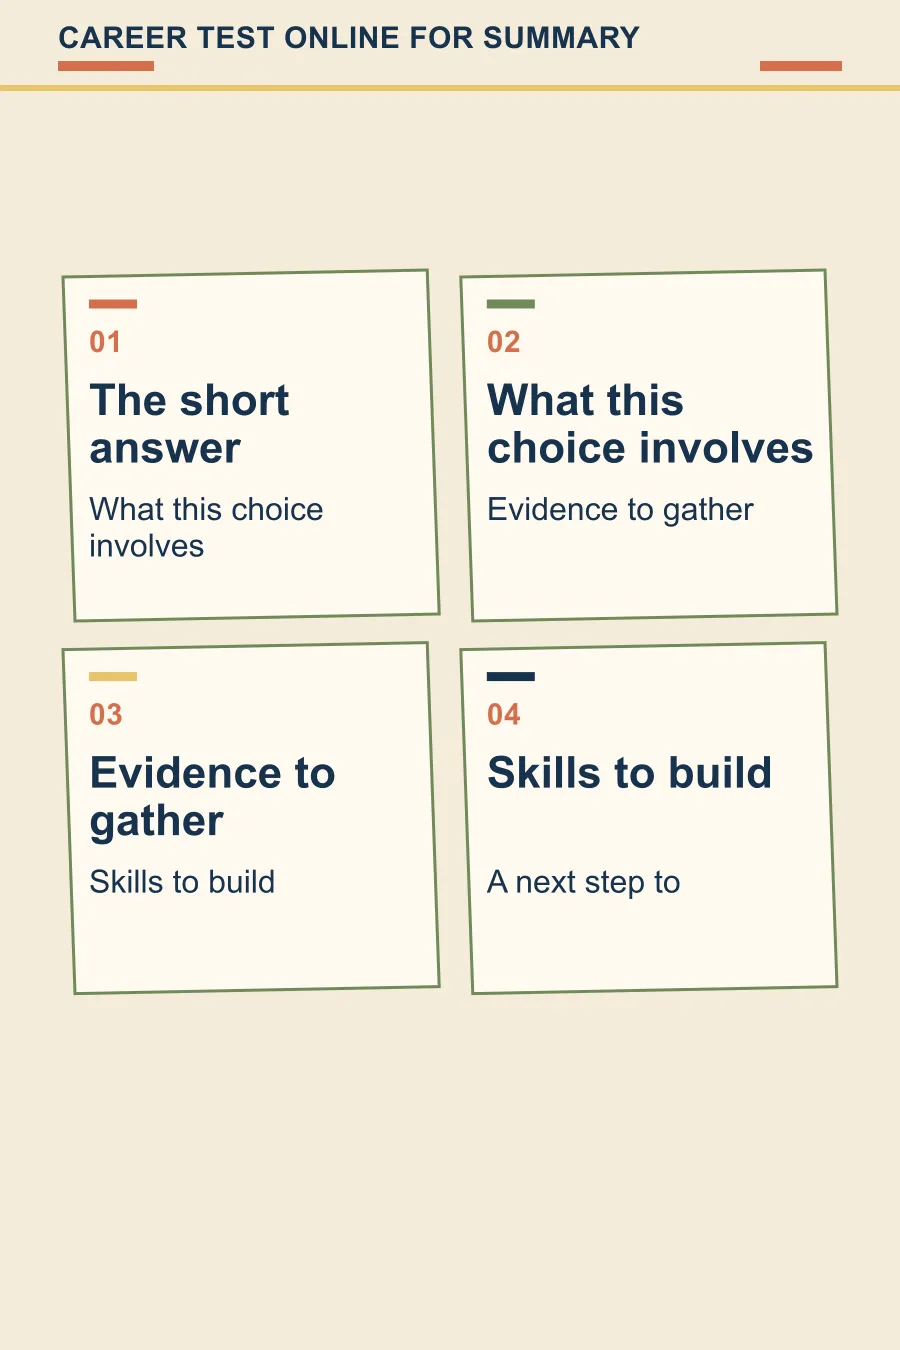 CAREER TEST ONLINE FOR SUMMARY
01
The short
answer
What this choice
involves
02
What this
choice involves
Evidence to gather
03
Evidence to
gather
Skills to build
04
Skills to build
A next step to